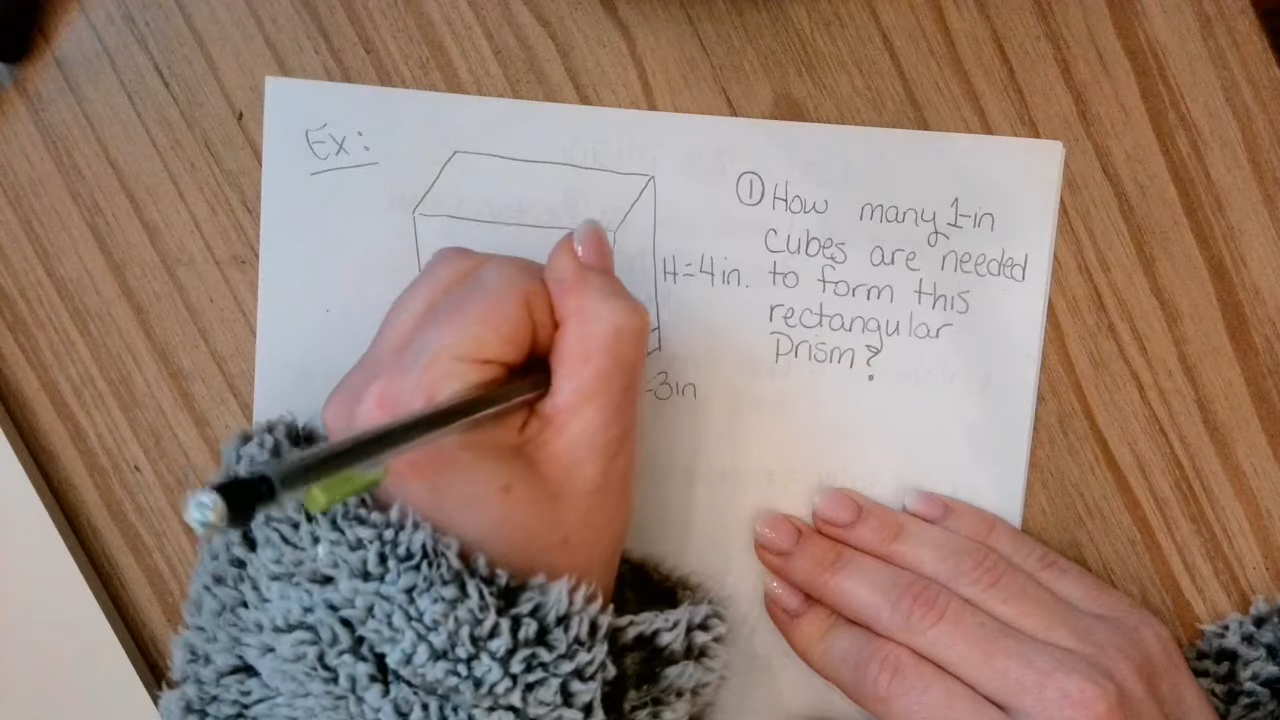 Ex:
① How many 1-in
cubes are needed
to form this
rectangular
Prism?
H=4in.
-3in